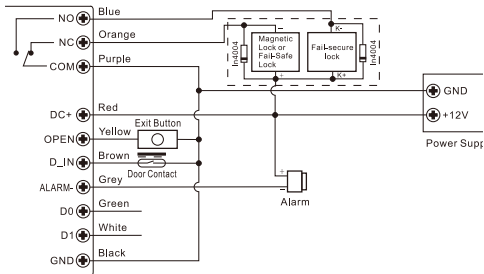 NO Blue
NC Orange
COM Purple
In4004
-
Magnetic
Lock or
Fail-Safe
Lock
+
K-
Fail-secure
lock
K+
In4004
GND
+12V
Power Supp
DC+ Red
OPEN Yellow
Exit Button
D_IN Brown
Door Contact
ALARM- Grey
+
-
Alarm
D0 Green
D1 White
GND Black